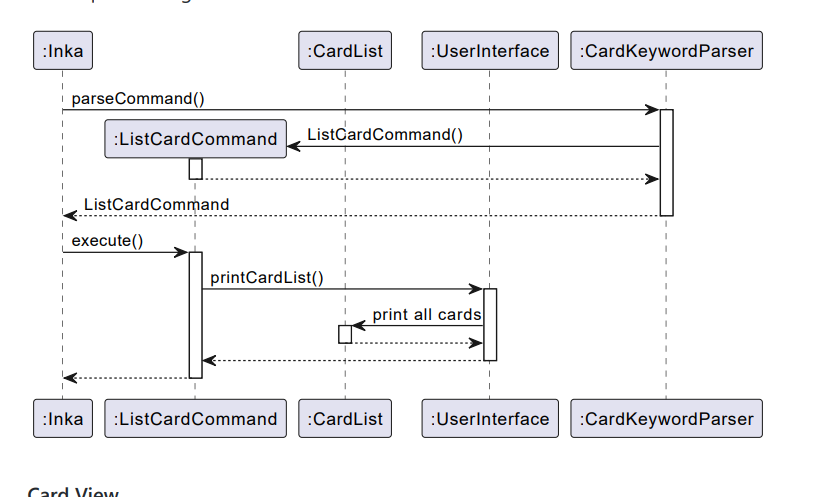 :Inka :CardList :UserInterface :CardKeywordParser
parseCommand()
:ListCardCommand ListCardCommand()
ListCardCommand
execute()
printCardList()
print all cards
:Inka :ListCardCommand :CardList :UserInterface :CardKeywordParser
Card View